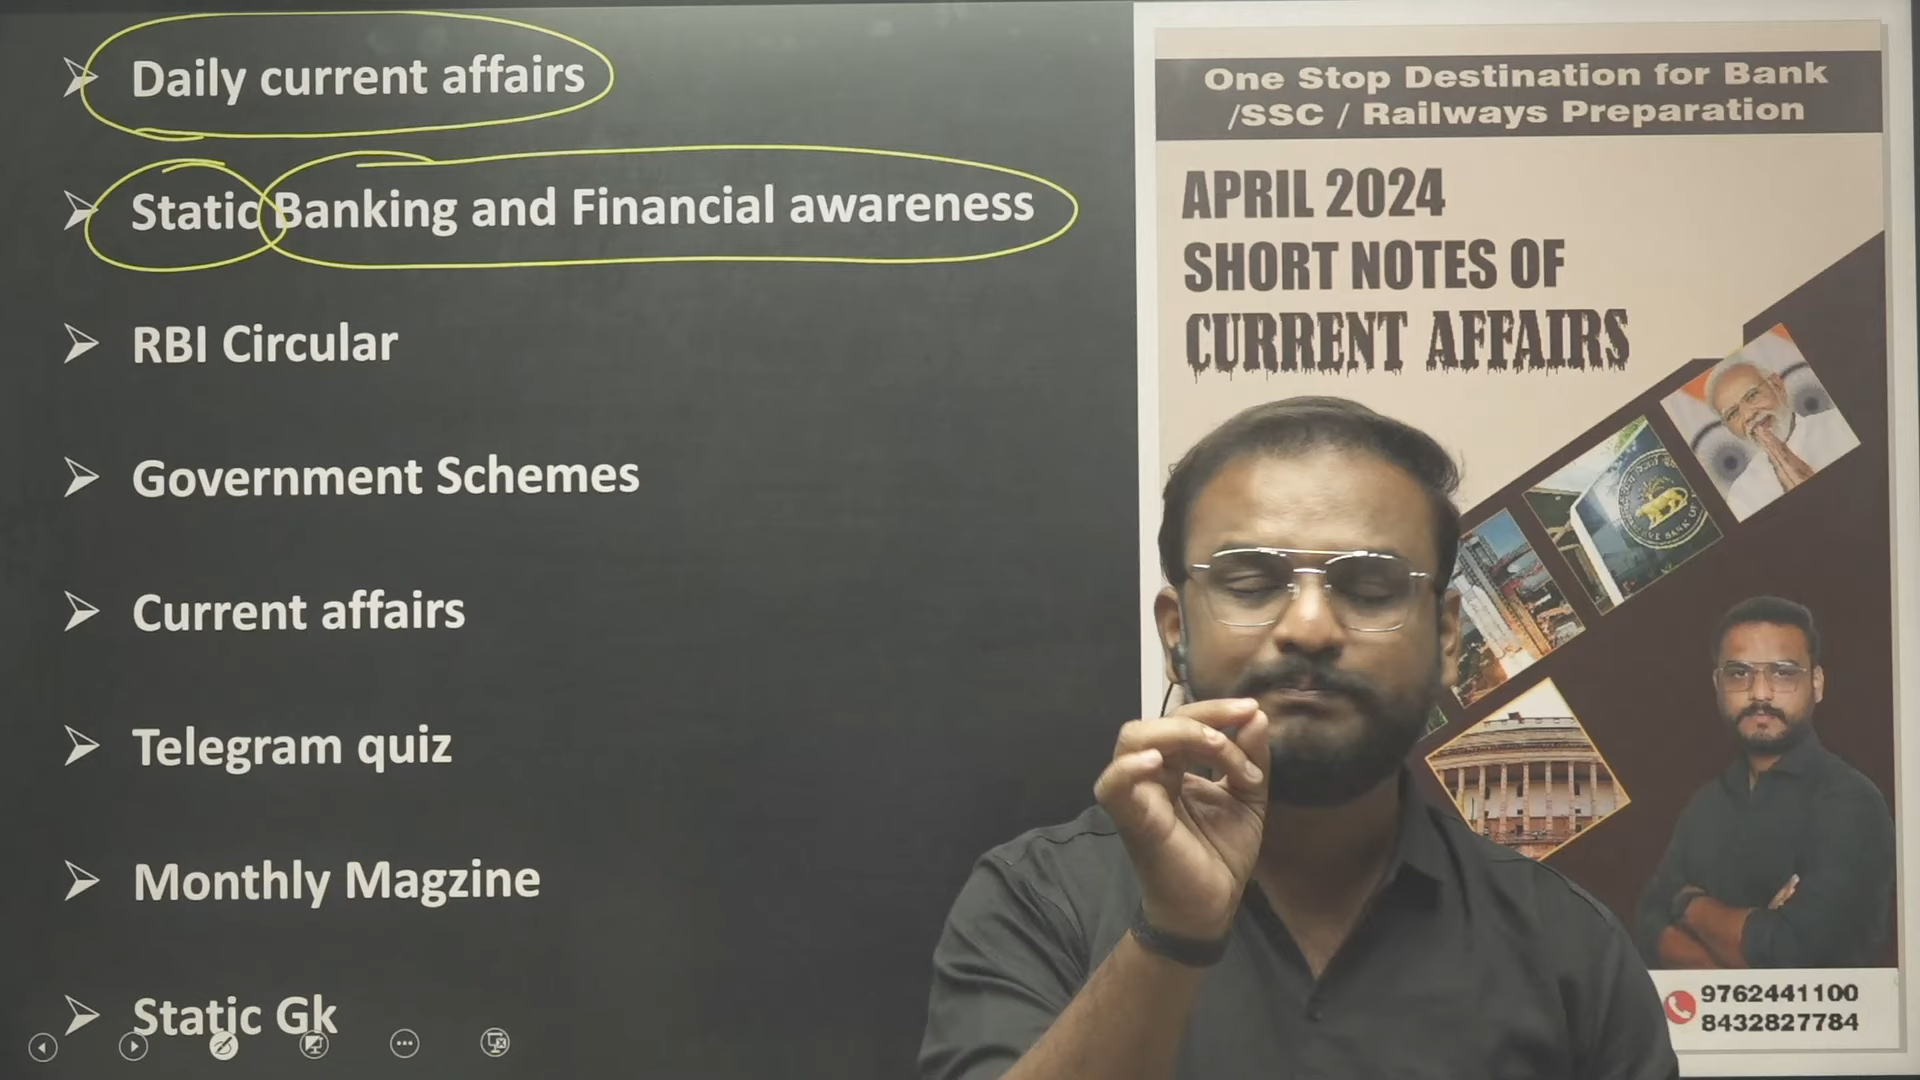 Daily current affairs
Static Banking and Financial awareness
RBI Circular
Government Schemes
Current affairs
Telegram quiz
Monthly Magzine
Static Gk
One Stop Destination for Bank
/SSC / Railways Preparation
APRIL 2024
SHORT NOTES OF
CURRENT AFFAIRS
9762441100
8432827784